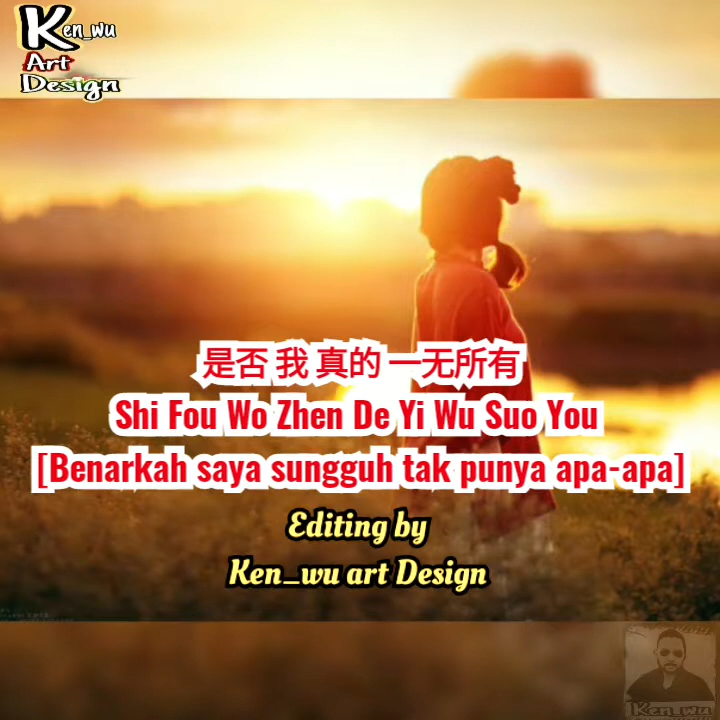 Ken_wu
Art
Design
是否 我 真的 一无所有
Shi Fou Wo Zhen De Yi Wu Suo You
[Benarkah saya sungguh tak punya apa-apa]
Editing by
Ken_wu art Design
Ken_wu